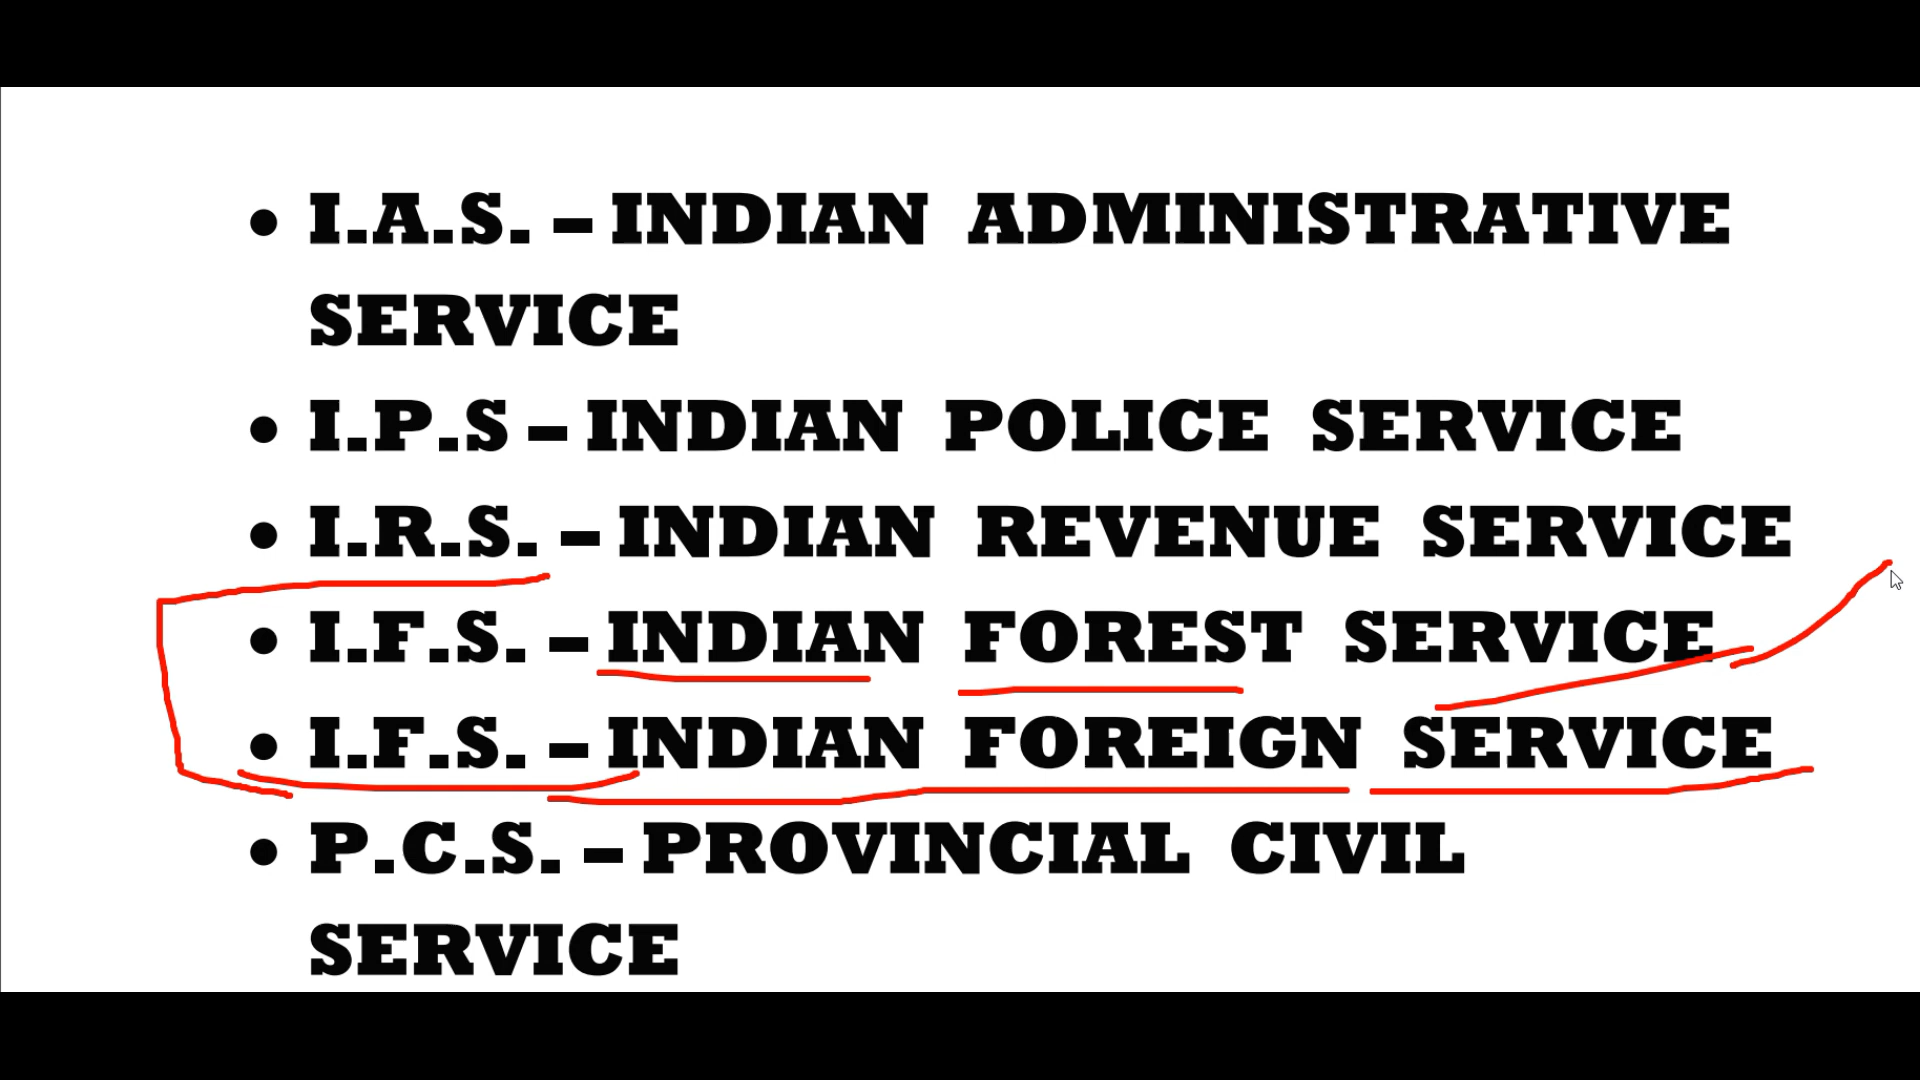 • I.A.S. – INDIAN ADMINISTRATIVE
SERVICE
• I.P.S – INDIAN POLICE SERVICE
• I.R.S. – INDIAN REVENUE SERVICE
• I.F.S. – INDIAN FOREST SERVICE
• I.F.S. – INDIAN FOREIGN SERVICE
• P.C.S. – PROVINCIAL CIVIL
SERVICE